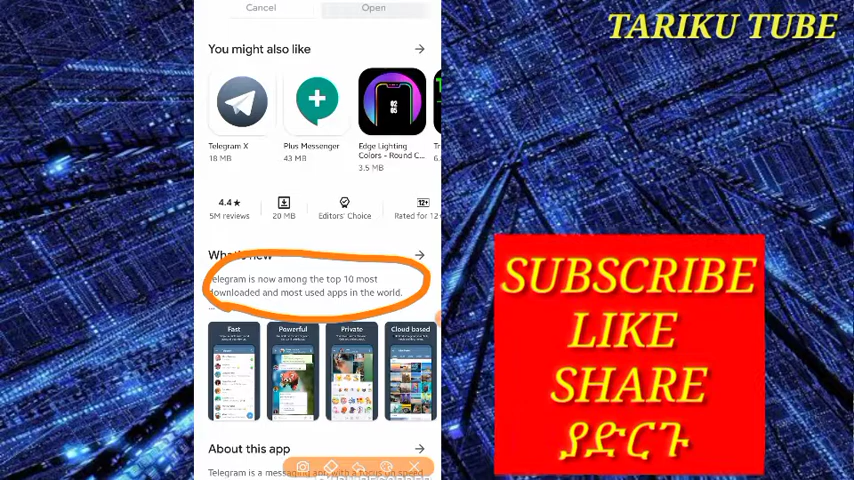 TARIKU TUBE
Cancel
Open
You might also like
Telegram X
18 MB
Plus Messenger
43 MB
Edge Lighting
Colors - Round C...
3.5 MB
4.4★
5M reviews
20 MB
Editors' Choice
12+
Rated for 12+
What's new
Telegram is now among the top 10 most
downloaded and most used apps in the world.
...
Fast
Powerful
Private
Cloud based
About this app
Telegram is a messaging app with a focus on speed
SUBSCRIBE
LIKE
SHARE
ያድርጉ